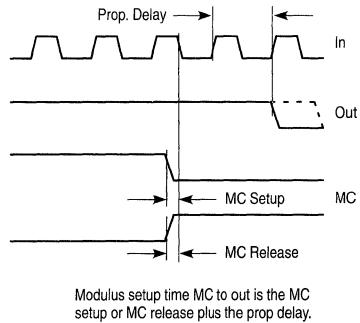 Prop. Delay
In
Out
MC Setup
MC
MC Release
Modulus setup time MC to out is the MC
setup or MC release plus the prop delay.